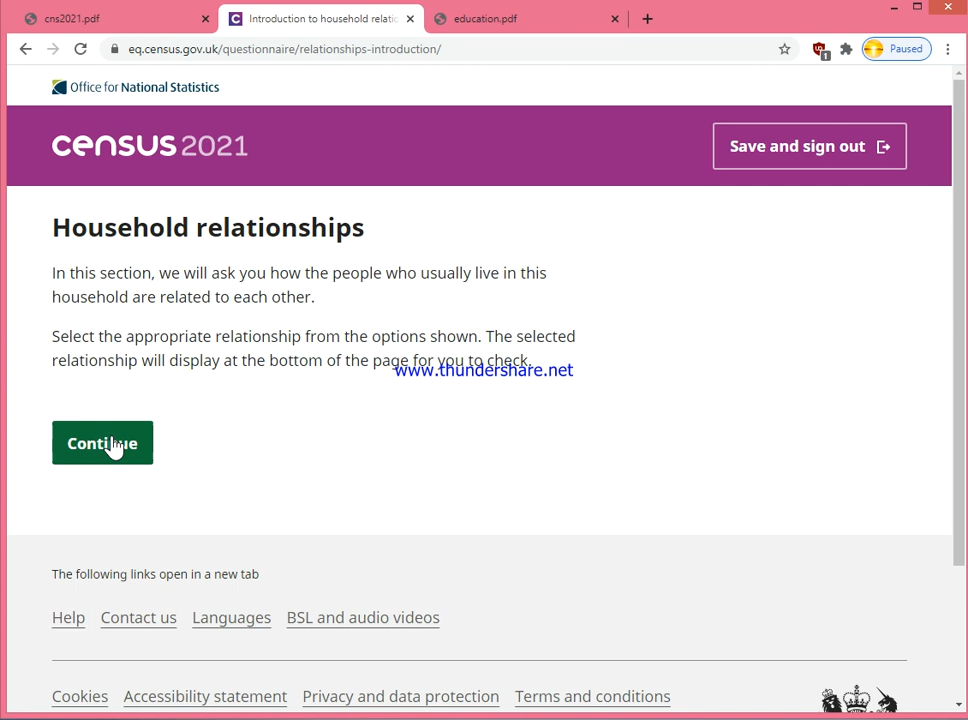 cns2021.pdf
Introduction to household relatio
education.pdf
eq.census.gov.uk/questionnaire/relationships-introduction/
1
Paused
Office for National Statistics
census 2021
Save and sign out
Household relationships
In this section, we will ask you how the people who usually live in this
household are related to each other.
Select the appropriate relationship from the options shown. The selected
relationship will display at the bottom of the page for you to check.
www.thundershare.net
Continue
The following links open in a new tab
Help Contact us Languages BSL and audio videos
Cookies Accessibility statement Privacy and data protection Terms and conditions